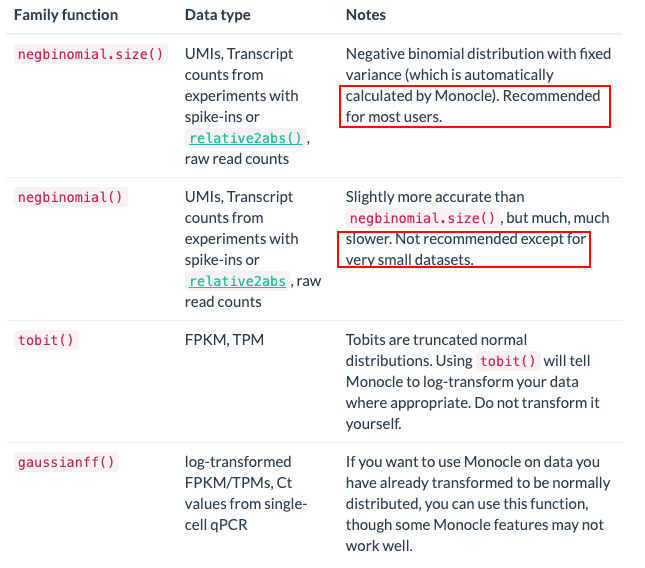 Family function Data type Notes
negbinomial.size()
UMIs, Transcript
counts from
experiments with
spike-ins or
relative2abs() ,
raw read counts
Negative binomial distribution with fixed
variance (which is automatically
calculated by Monocle). Recommended
for most users.
negbinomial()
UMIs, Transcript
counts from
experiments with
spike-ins or
relative2abs , raw
read counts
Slightly more accurate than
negbinomial.size() , but much, much
slower. Not recommended except for
very small datasets.
tobit()
FPKM, TPM
Tobits are truncated normal
distributions. Using tobit() will tell
Monocle to log-transform your data
where appropriate. Do not transform it
yourself.
gaussianff()
log-transformed
FPKM/TPMs, Ct
values from single-
cell qPCR
If you want to use Monocle on data you
have already transformed to be normally
distributed, you can use this function,
though some Monocle features may not
work well.